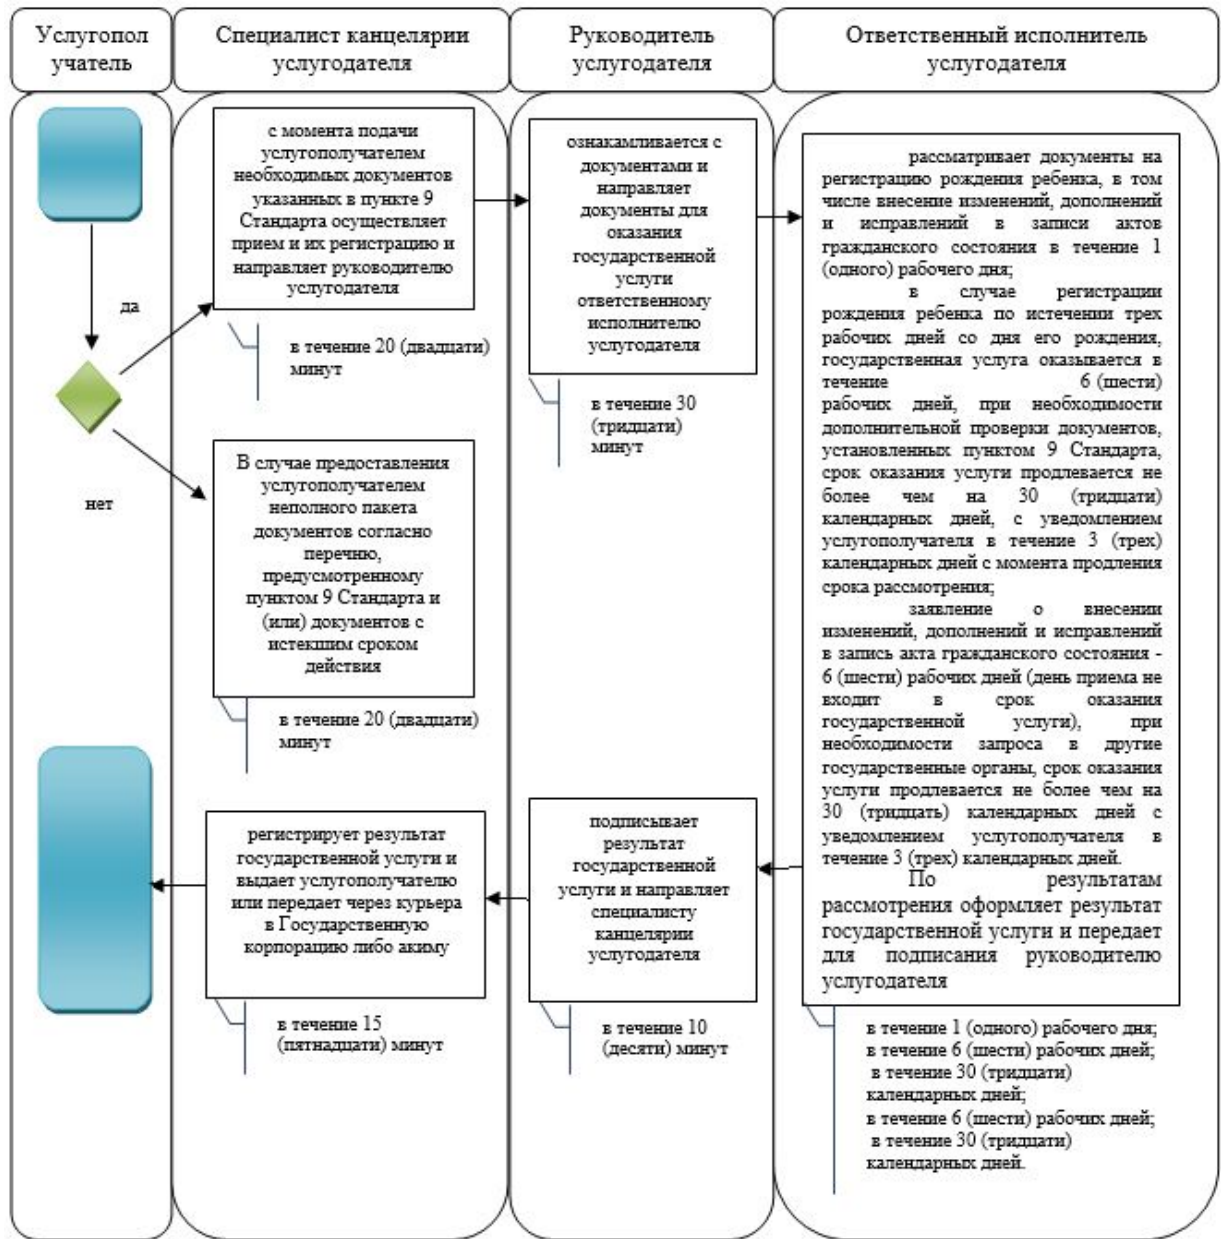 Услугопол
учатель
Специалист канцелярии
услугодателя
Руководитель
услугодателя
Ответственный исполнитель
услугодателя
да
нет
с момента подачи
услугополучателем
необходимых документов
указанных в пункте 9
Стандарта осуществляет
прием и их регистрацию и
направляет руководителю
услугодателя
в течение 20 (двадцати)
минут
В случае предоставления
услугополучателем
неполного пакета
документов согласно
перечню,
предусмотренному
пунктом 9 Стандарта и
(или) документов с
истекшим сроком
действия
в течение 20 (двадцати)
минут
ознакамливается с
документами и
направляет
документы для
оказания
государственной
услуги
ответственному
исполнителю
услугодателя
в течение 30
(тридцати)
минут
рассматривает документы на
регистрацию рождения ребенка, в том
числе внесение изменений, дополнений
и исправлений в записи актов
гражданского состояния в течение 1
(одного) рабочего дня;
в случае регистрации
рождения ребенка по истечении трех
рабочих дней со дня его рождения,
государственная услуга оказывается в
течение 6 (шести)
рабочих дней, при необходимости
дополнительной проверки документов,
установленных пунктом 9 Стандарта,
срок оказания услуги продлевается не
более чем на 30 (тридцати)
календарных дней, с уведомлением
услугополучателя в течение 3 (трех)
календарных дней с момента продления
срока рассмотрения;
заявление о внесении
изменений, дополнений и исправлений
в запись акта гражданского состояния -
6 (шести) рабочих дней (день приема не
входит в срок оказания
государственной услуги), при
необходимости запроса в другие
государственные органы, срок оказания
услуги продлевается не более чем на
30 (тридцать) календарных дней с
уведомлением услугополучателя в
течение 3 (трех) календарных дней.
По результатам
рассмотрения оформляет результат
государственной услуги и передает
для подписания руководителю
услугодателя
в течение 1 (одного) рабочего дня;
в течение 6 (шести) рабочих дней;
в течение 30 (тридцати)
календарных дней;
в течение 6 (шести) рабочих дней;
в течение 30 (тридцати)
календарных дней.
подписывает
результат
государственной
услуги и направляет
специалисту
канцелярии
услугодателя
в течение 10
(десяти) минут
регистрирует результат
государственной услуги и
выдает услугополучателю
или передает через курьера
в Государственную
корпорацию либо акиму
в течение 15
(пятнадцати) минут